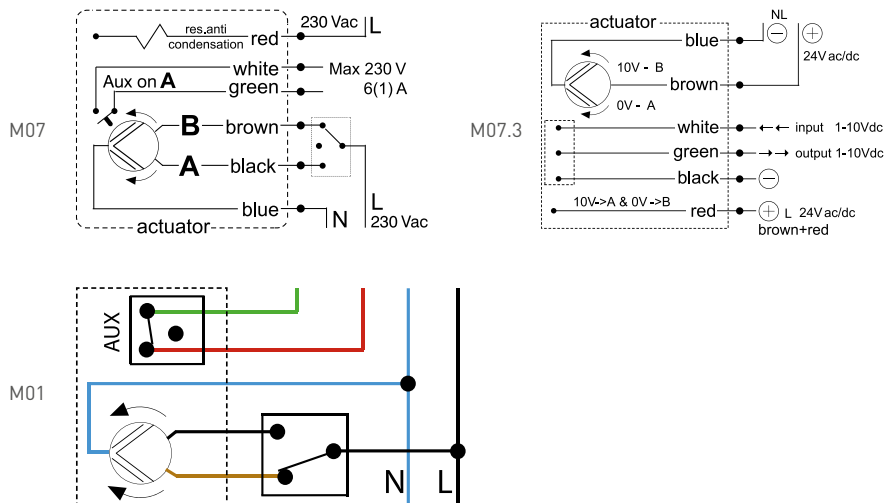 M07
res.anti
condensation
red
230 Vac
L
white
Max 230 V
Aux on A
green
6(1) A
B
brown
A
black
blue
N
L
230 Vac
actuator
M07.3
actuator
blue
NL
24V ac/dc
10V - B
brown
0V - A
white
input 1-10Vdc
green
output 1-10Vdc
black
10V->A & 0V->B
red
L 24V ac/dc
brown+red
M01
AUX
N
L